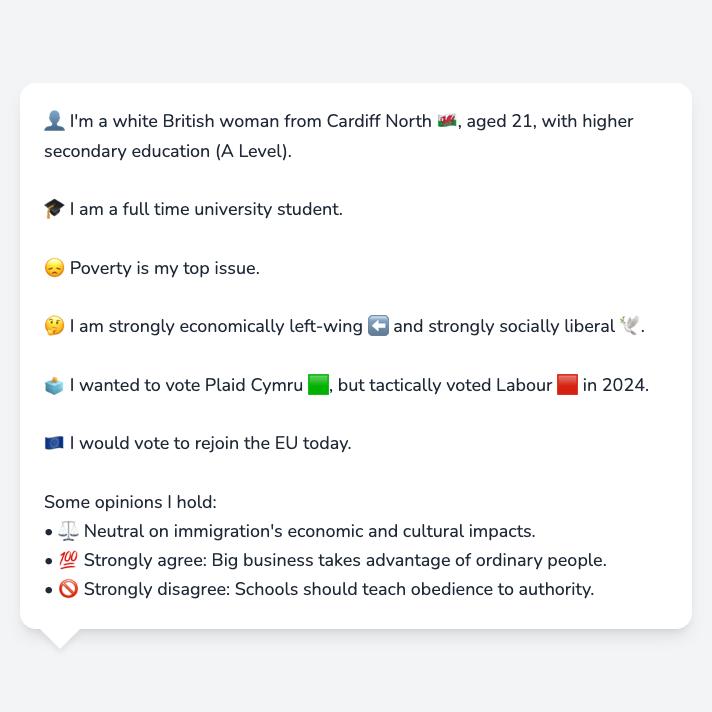 👤 I'm a white British woman from Cardiff North 🏴󠁧󠁢󠁷󠁬󠁳󠁿, aged 21, with higher
secondary education (A Level).
🎓 I am a full time university student.
😞 Poverty is my top issue.
🤔 I am strongly economically left-wing ⬅️ and strongly socially liberal 🕊️.
🗳️ I wanted to vote Plaid Cymru 🟩, but tactically voted Labour 🟥 in 2024.
🇪🇺 I would vote to rejoin the EU today.
Some opinions I hold:
• ⚖️ Neutral on immigration's economic and cultural impacts.
• 💯 Strongly agree: Big business takes advantage of ordinary people.
• 🚫 Strongly disagree: Schools should teach obedience to authority.